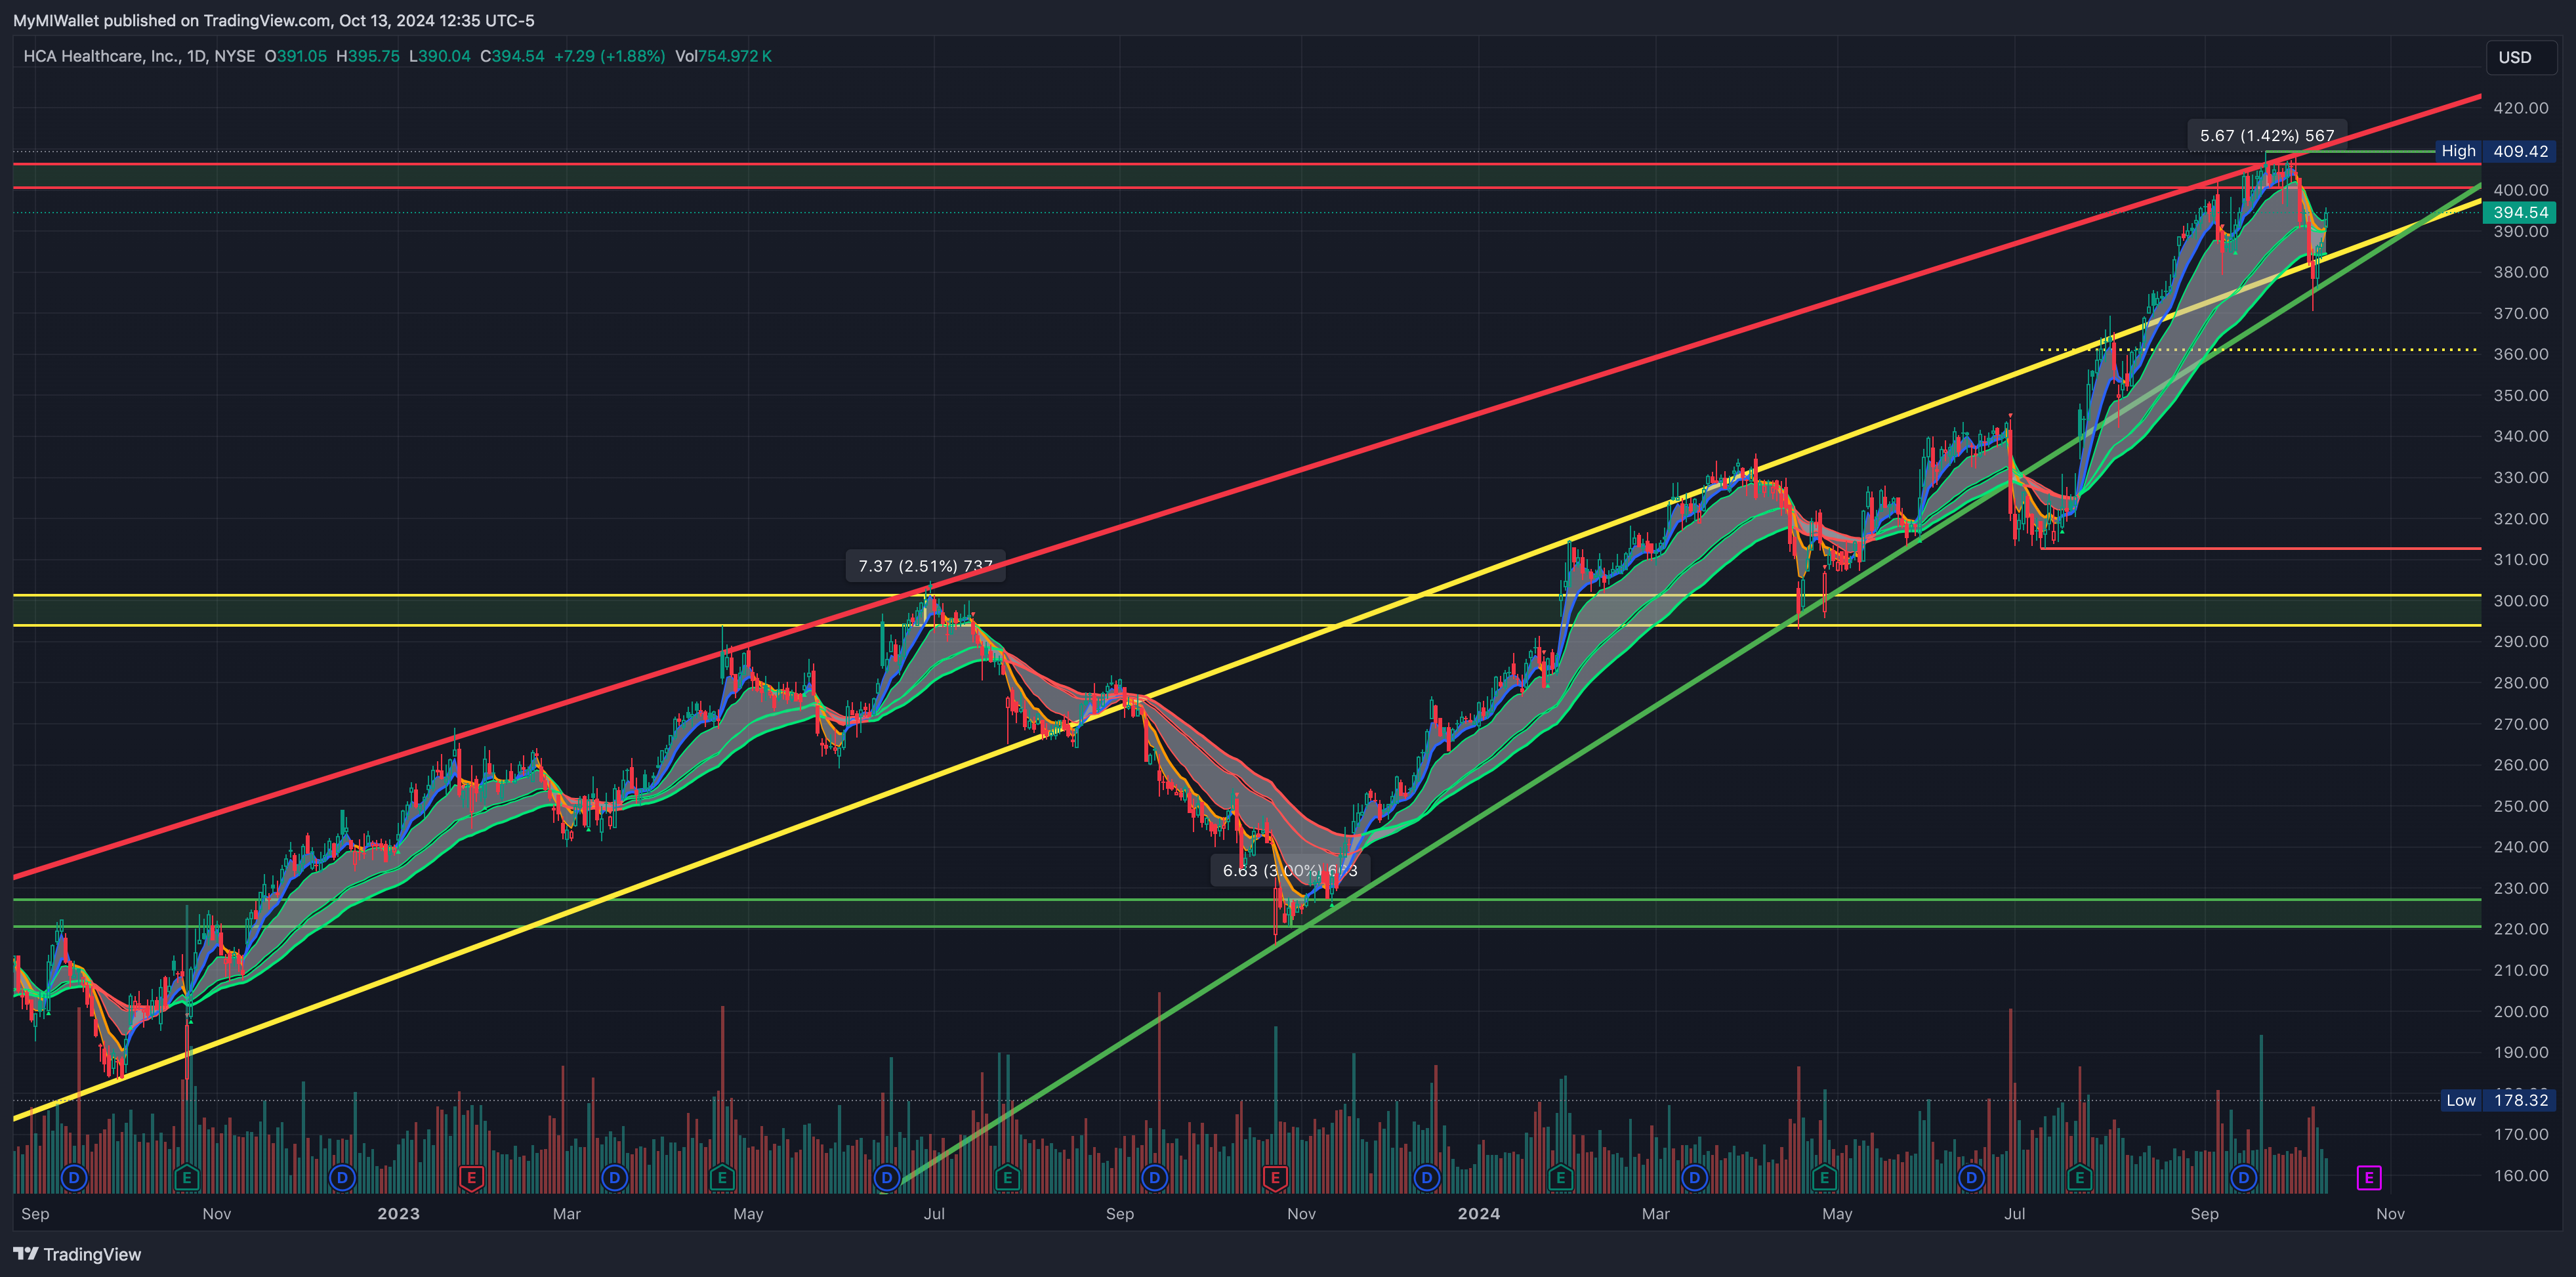 MyMIWallet published on TradingView.com, Oct 13, 2024 12:35 UTC-5
HCA Healthcare, Inc., 1D, NYSE O391.05 H395.75 L390.04 C394.54 +7.29 (+1.88%) Vol754.972 K
USD
420.00
5.67 (1.42%) 567
High 409.42
400.00
394.54
390.00
380.00
370.00
360.00
350.00
340.00
330.00
320.00
310.00
7.37 (2.51%) 737
300.00
290.00
280.00
270.00
260.00
250.00
240.00
6.63 (3.00%) 663
230.00
220.00
210.00
200.00
190.00
Low 178.32
170.00
160.00
D E D E D E D E D E D E D E D E D E
Sep Nov 2023 Mar May Jul Sep Nov 2024 Mar May Jul Sep Nov
TradingView